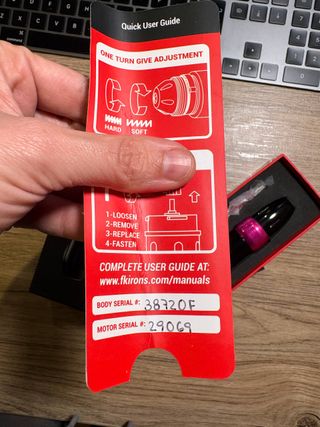 Quick User Guide
ONE TURN GIVE ADJUSTMENT
HARD SOFT
1-LOOSEN
2-REMOVE
3-REPLACE
4-FASTEN
COMPLETE USER GUIDE AT:
www.fkirons.com/manuals
BODY SERIAL #: 38720F
MOTOR SERIAL #: 29069